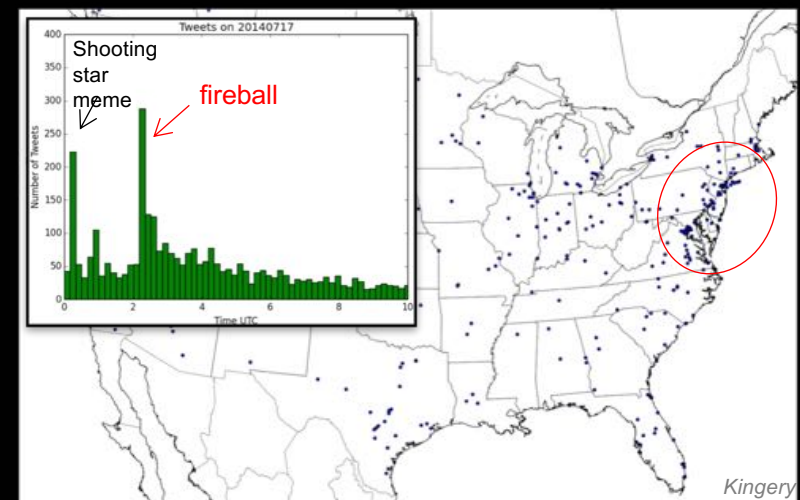 Tweets on 20140717
400
350
300
250
200
150
100
50
0
Number of Tweets
Shooting
star
meme
fireball
0 2 4 6 8 10
Time UTC
Kingery